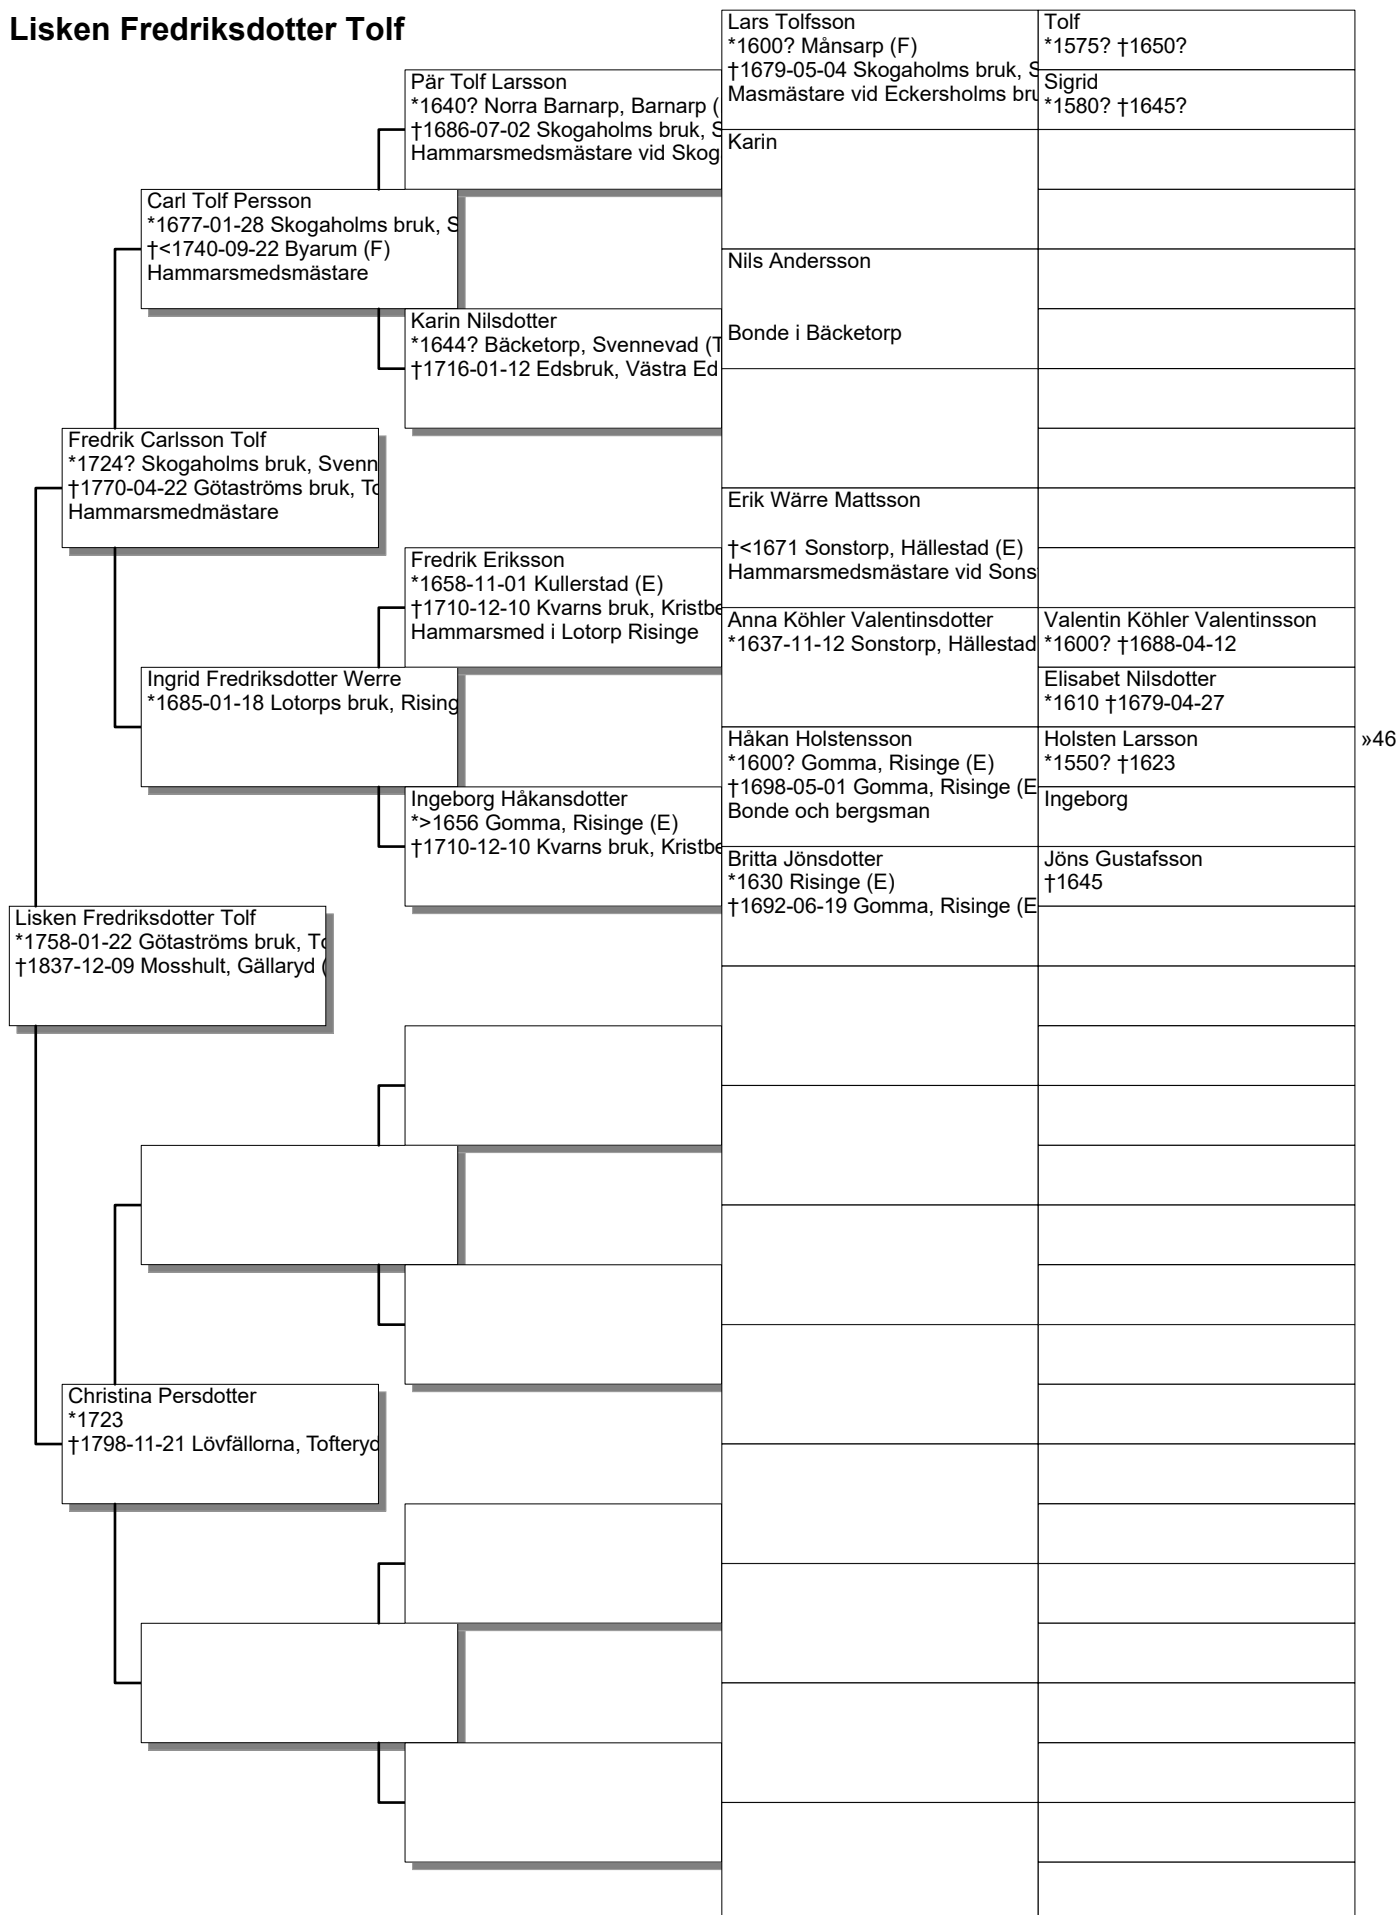 Lisken Fredriksdotter Tolf
Lars Tolfsson
*1600? Månsarp (F)
†1679-05-04 Skogaholms bruk, S
Masmästare vid Eckersholms bru
Tolf
*1575? †1650?
Sigrid
*1580? †1645?
Pär Tolf Larsson
*1640? Norra Barnarp, Barnarp (
†1686-07-02 Skogaholms bruk, S
Hammarsmedsmästare vid Skog
Karin
Carl Tolf Persson
*1677-01-28 Skogaholms bruk, S
†<1740-09-22 Byarum (F)
Hammarsmedsmästare
Nils Andersson
Bonde i Bäcketorp
Karin Nilsdotter
*1644? Bäcketorp, Svennevad (T
†1716-01-12 Edsbruk, Västra Ed
Fredrik Carlsson Tolf
*1724? Skogaholms bruk, Svenn
†1770-04-22 Götaströms bruk, To
Hammarsmedmästare
Erik Wärre Mattsson
†<1671 Sonstorp, Hällestad (E)
Hammarsmedsmästare vid Sons
Fredrik Eriksson
*1658-11-01 Kullerstad (E)
†1710-12-10 Kvarns bruk, Kristbe
Hammarsmed i Lotorp Risinge
Anna Köhler Valentinsdotter
*1637-11-12 Sonstorp, Hällestad
Valentin Köhler Valentinsson
*1600? †1688-04-12
Elisabet Nilsdotter
*1610 †1679-04-27
Ingrid Fredriksdotter Werre
*1685-01-18 Lotorps bruk, Rising
Håkan Holstensson
*1600? Gomma, Risinge (E)
†1698-05-01 Gomma, Risinge (E
Bonde och bergsman
Holsten Larsson
*1550? †1623
»46
Ingeborg
Ingeborg Håkansdotter
*>1656 Gomma, Risinge (E)
†1710-12-10 Kvarns bruk, Kristbe
Britta Jönsdotter
*1630 Risinge (E)
†1692-06-19 Gomma, Risinge (E
Jöns Gustafsson
†1645
Lisken Fredriksdotter Tolf
*1758-01-22 Götaströms bruk, To
†1837-12-09 Mosshult, Gällaryd (
Christina Persdotter
*1723
†1798-11-21 Lövfällorna, Tofteryd